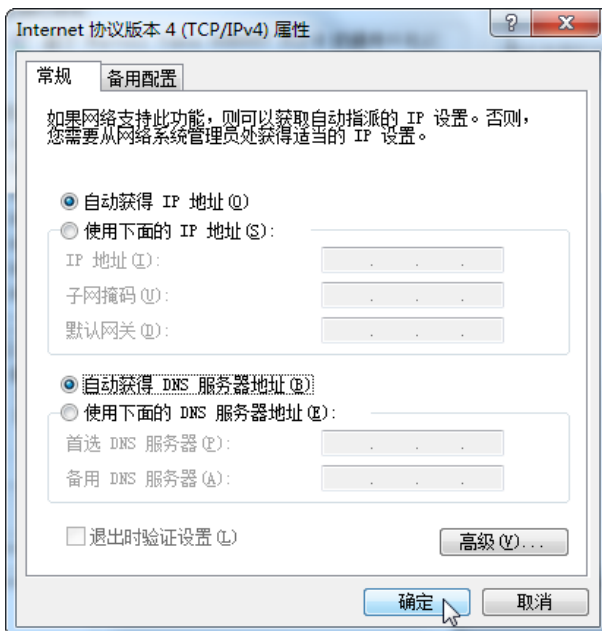 Internet 协议版本 4 (TCP/IPv4) 属性
常规
备用配置
如果网络支持此功能，则可以获取自动指派的 IP 设置。否则，
您需要从网络系统管理员处获得适当的 IP 设置。
自动获得 IP 地址(O)
使用下面的 IP 地址(S):
IP 地址(I):
子网掩码(U):
默认网关(D):
自动获得 DNS 服务器地址(B)
使用下面的 DNS 服务器地址(E):
首选 DNS 服务器(P):
备用 DNS 服务器(A):
退出时验证设置(L)
高级(V)...
确定
取消